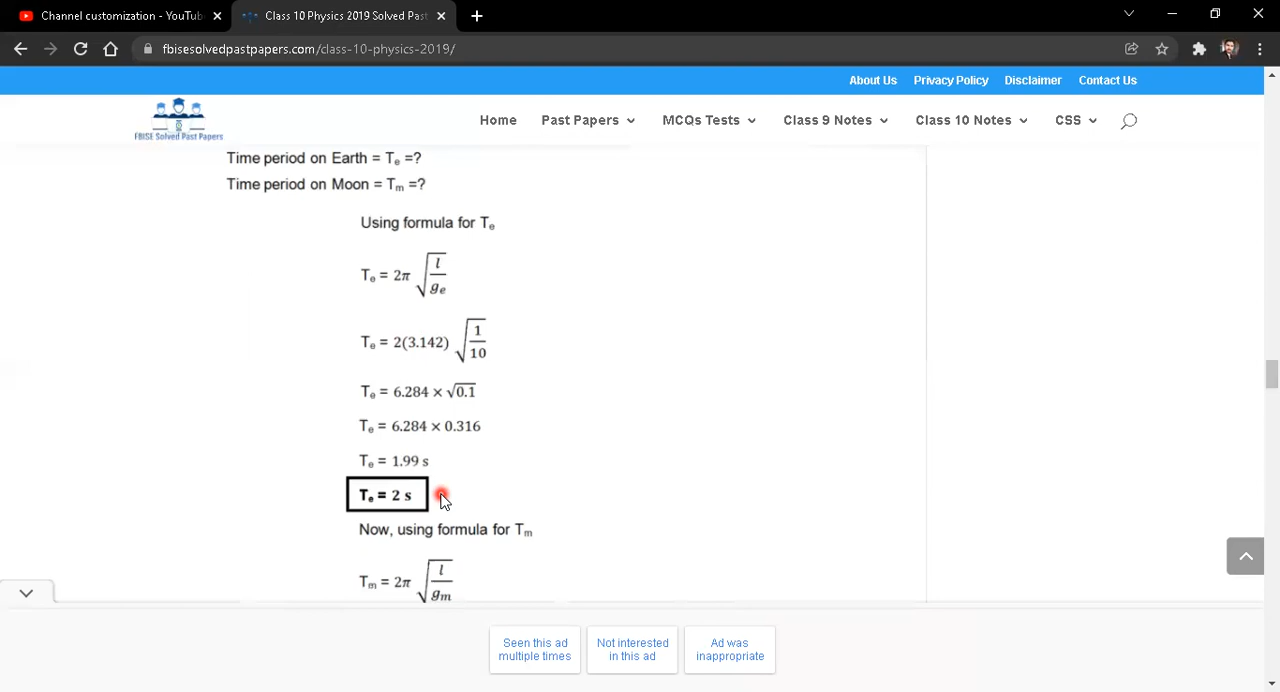 Channel customization - YouTub
Class 10 Physics 2019 Solved Past
fbisesolvedpastpapers.com/class-10-physics-2019/
About Us Privacy Policy Disclaimer Contact Us
FBISE Solved Past Papers
Home Past Papers MCQs Tests Class 9 Notes Class 10 Notes CSS
Time period on Earth = Tₑ =?
Time period on Moon = Tₘ =?
Using formula for Tₑ
Tₑ = 2π √(l/gₑ)
Tₑ = 2(3.142) √(1/10)
Tₑ = 6.284 × √0.1
Tₑ = 6.284 × 0.316
Tₑ = 1.99 s
Tₑ = 2 s
Now, using formula for Tₘ
Tₘ = 2π √(l/gₘ)
Seen this ad multiple times
Not interested in this ad
Ad was inappropriate